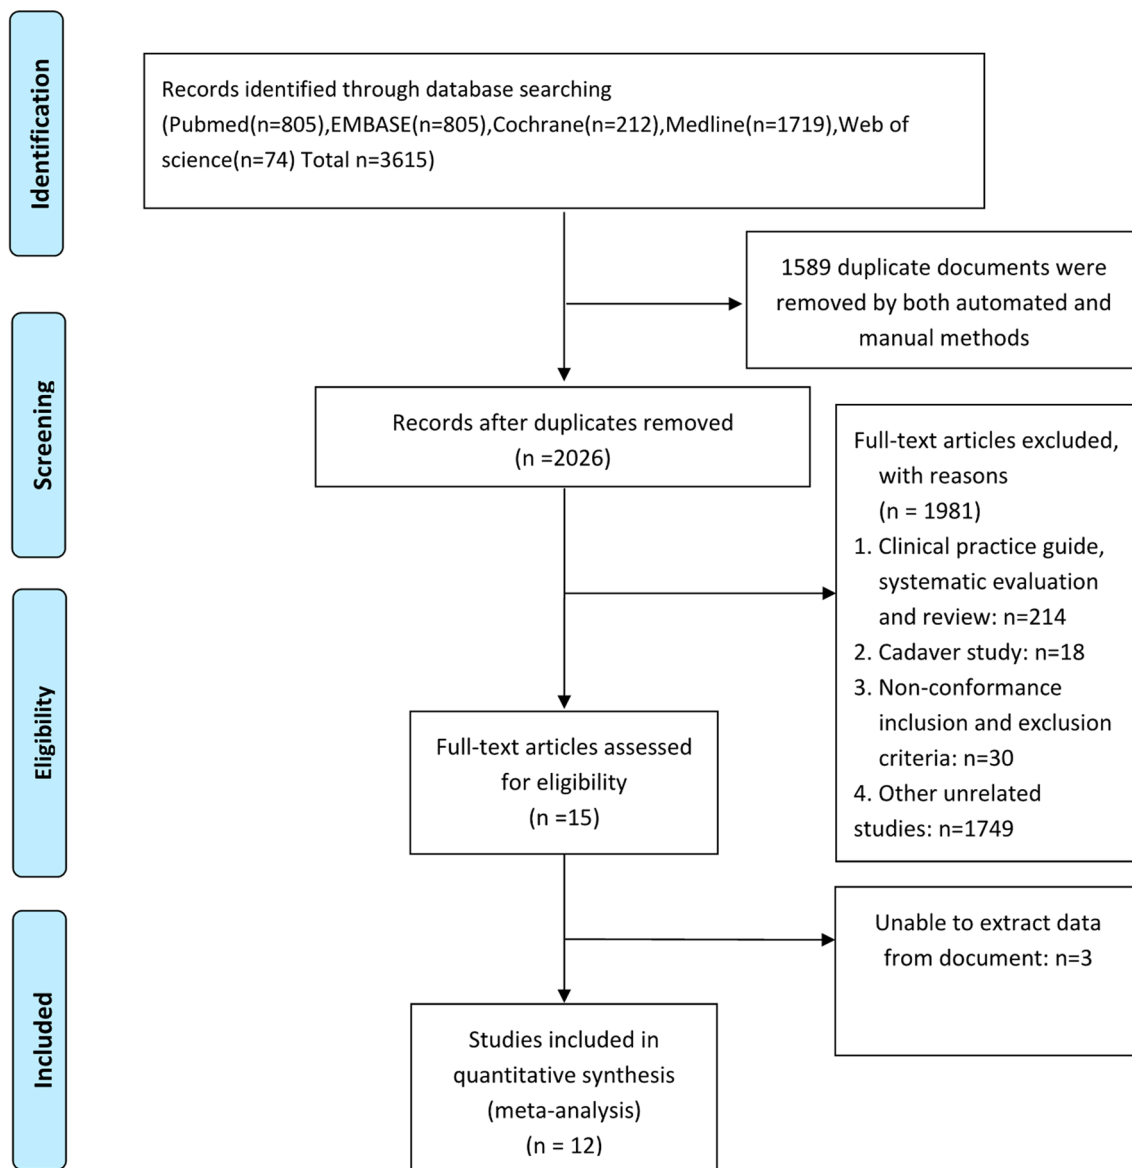 Identification
Records identified through database searching
(Pubmed(n=805),EMBASE(n=805),Cochrane(n=212),Medline(n=1719),Web of
science(n=74) Total n=3615)
1589 duplicate documents were
removed by both automated and
manual methods
Screening
Records after duplicates removed
(n =2026)
Full-text articles excluded,
with reasons
(n = 1981)
1. Clinical practice guide,
systematic evaluation
and review: n=214
2. Cadaver study: n=18
3. Non-conformance
inclusion and exclusion
criteria: n=30
4. Other unrelated
studies: n=1749
Eligibility
Full-text articles assessed
for eligibility
(n =15)
Unable to extract data
from document: n=3
Included
Studies included in
quantitative synthesis
(meta-analysis)
(n = 12)